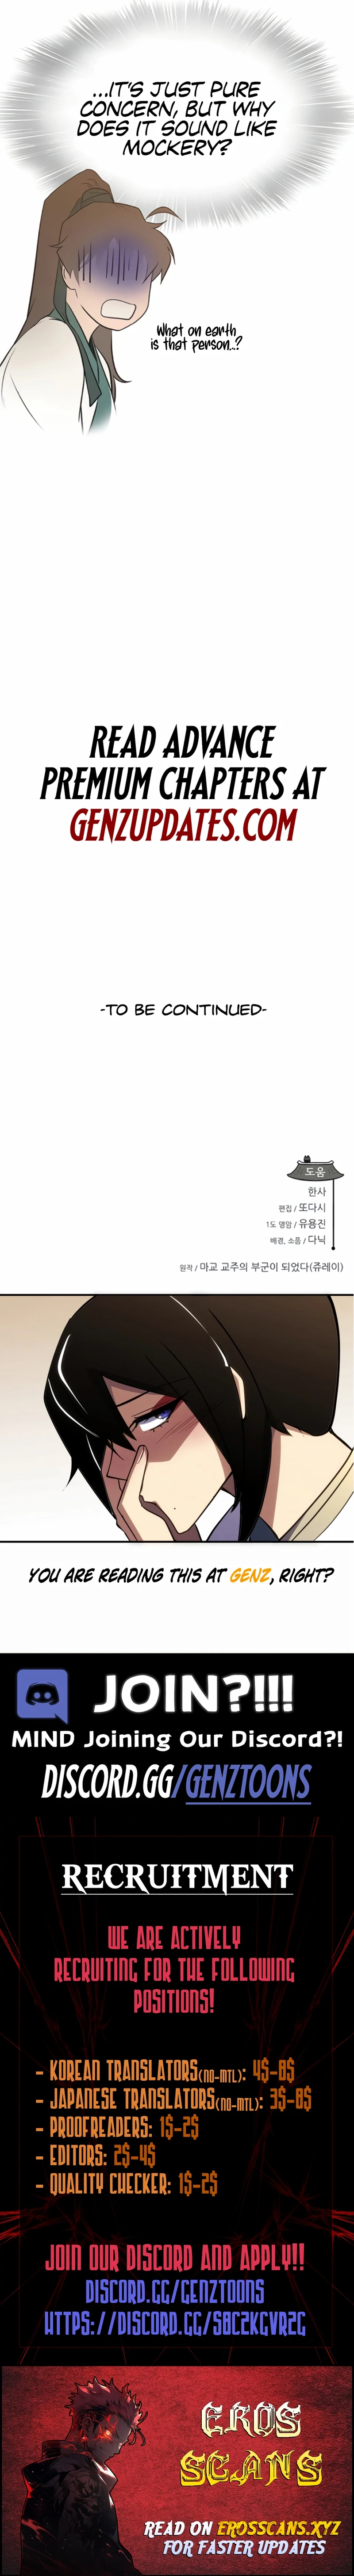 ...IT'S JUST PURE
CONCERN, BUT WHY
DOES IT SOUND LIKE
MOCKERY?
What on earth
is that person..?
READ ADVANCE
PREMIUM CHAPTERS AT
GENZUPDATES.COM
-TO BE CONTINUED-
도움
한사
편집 / 또다시
1도 명암 / 유용진
배경, 소품 / 다닉
원작 / 마교 교주의 부군이 되었다(쥬레이)
YOU ARE READING THIS AT GENZ, RIGHT?
JOIN?!!!
MIND Joining Our Discord?!
DISCORD.GG/GENZTOONS
RECRUITMENT
WE ARE ACTIVELY
RECRUITING FOR THE FOLLOWING
POSITIONS!
- KOREAN TRANSLATORS(NO-MTL): 4$-8$
- JAPANESE TRANSLATORS(NO-MTL): 3$-8$
- PROOFREADERS: 1$-2$
- EDITORS: 2$-4$
- QUALITY CHECKER: 1$-2$
JOIN OUR DISCORD AND APPLY!!
DISCORD.GG/GENZTOONS
EROS
SCANS
READ ON EROSSCANS.XYZ
FOR FASTER UPDATES